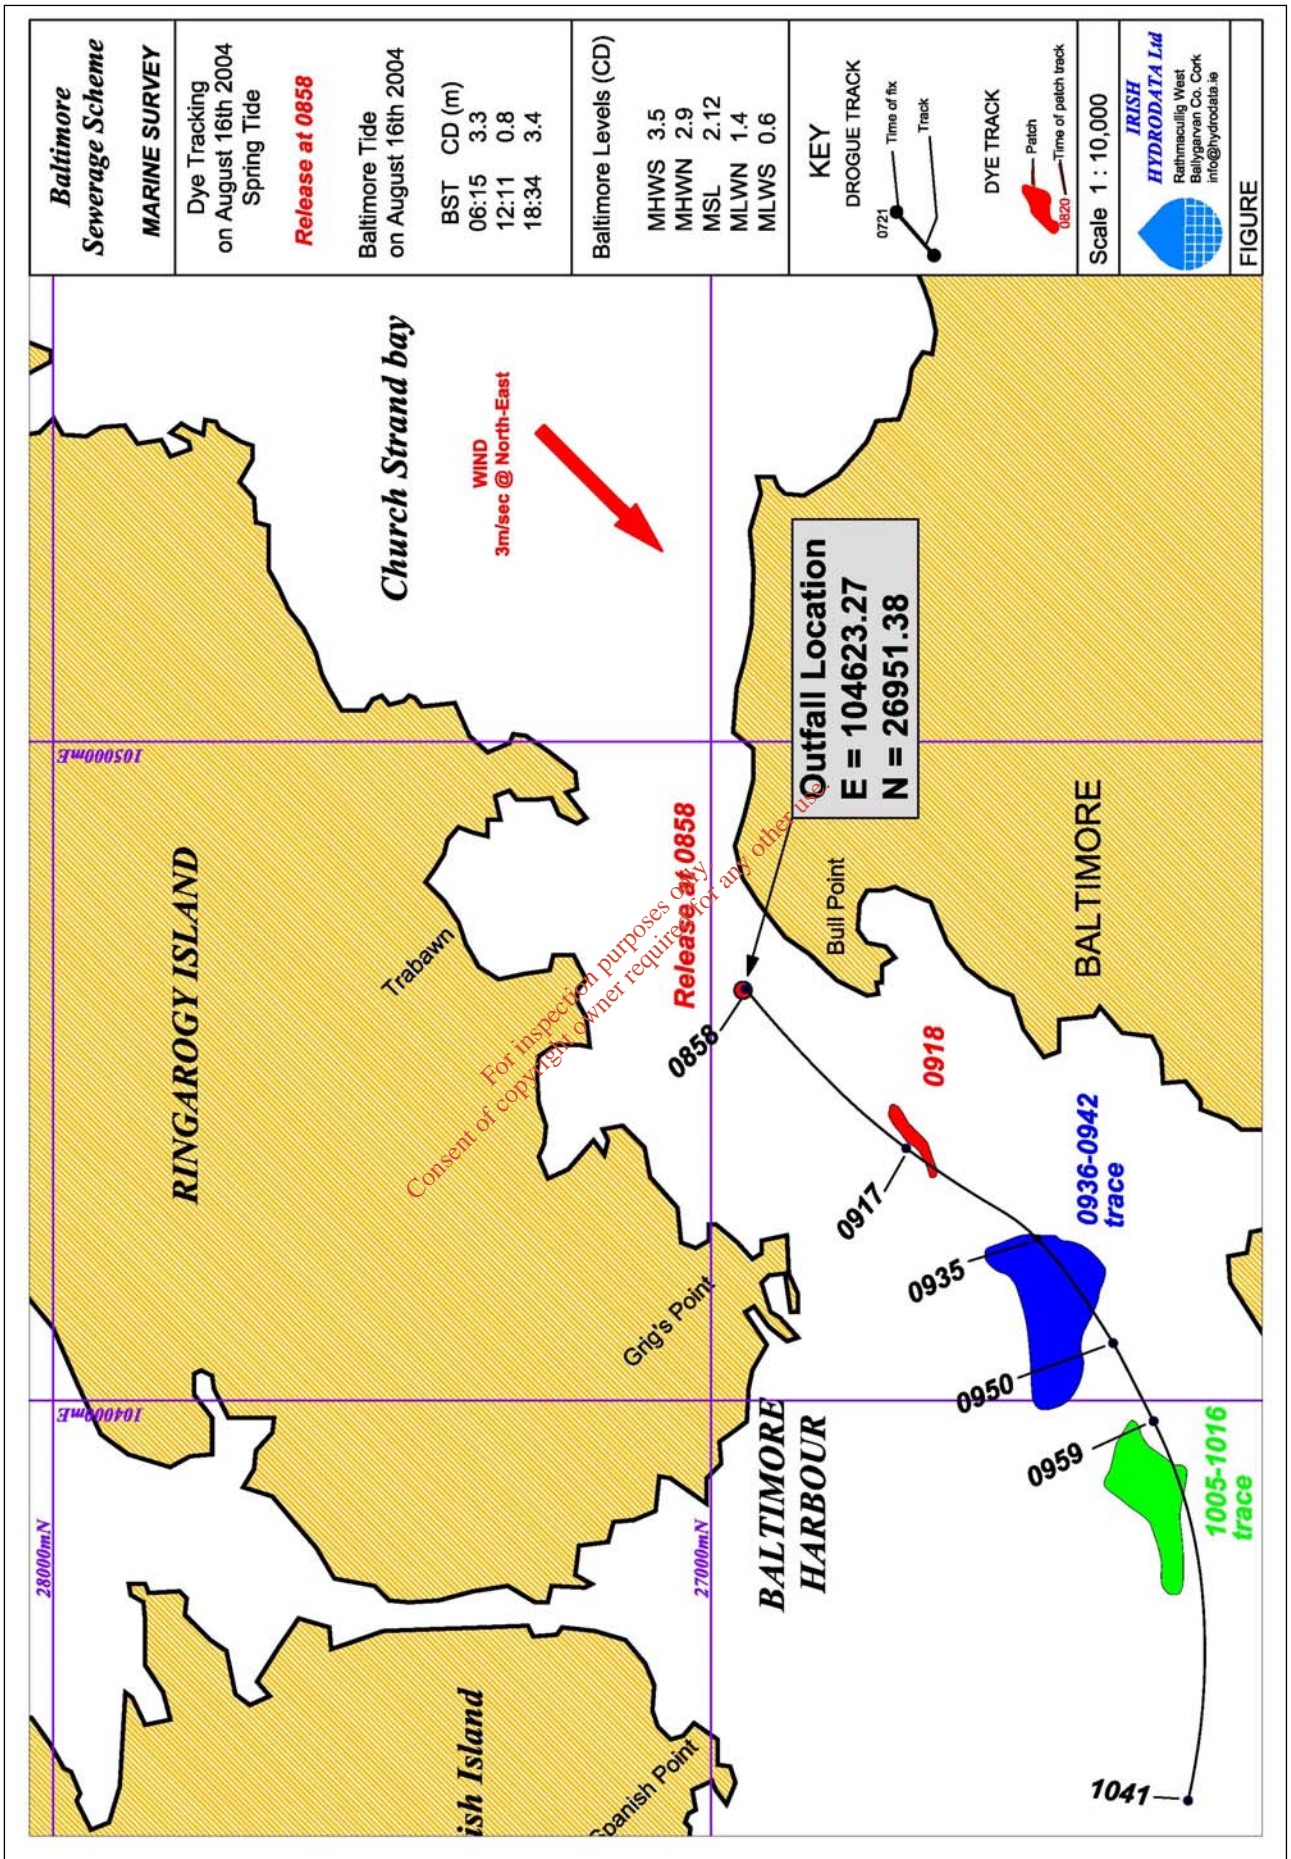 Baltimore
Sewerage Scheme
MARINE SURVEY
Dye Tracking
on August 16th 2004
Spring Tide
Release at 0858
Baltimore Tide
on August 16th 2004
BST CD (m)
06:15 3.3
12:11 0.8
18:34 3.4
Baltimore Levels (CD)
MHWS 3.5
MHWN 2.9
MSL 2.12
MLWN 1.4
MLWS 0.6
KEY
DROGUE TRACK
0721
Time of fix
Track
DYE TRACK
Patch
0820
Time of patch track
Scale 1 : 10,000
IRISH
HYDRODATA Ltd
Rathmacullig West
Ballygarvan Co. Cork
info@hydrodata.ie
FIGURE
28000mN
27000mN
104000mE
105000mE
RINGAROGY ISLAND
Trabawn
Church Strand bay
WIND
3m/sec @ North-East
Release at 0858
0858
Outfall Location
E = 104623.27
N = 26951.38
Bull Point
BALTIMORE
0918
0917
0936-0942
trace
0935
0950
0959
1005-1016
trace
1041
Grig's Point
BALTIMORE
HARBOUR
ish Island
Spanish Point
For inspection purposes only.
Consent of copyright owner required for any other use.